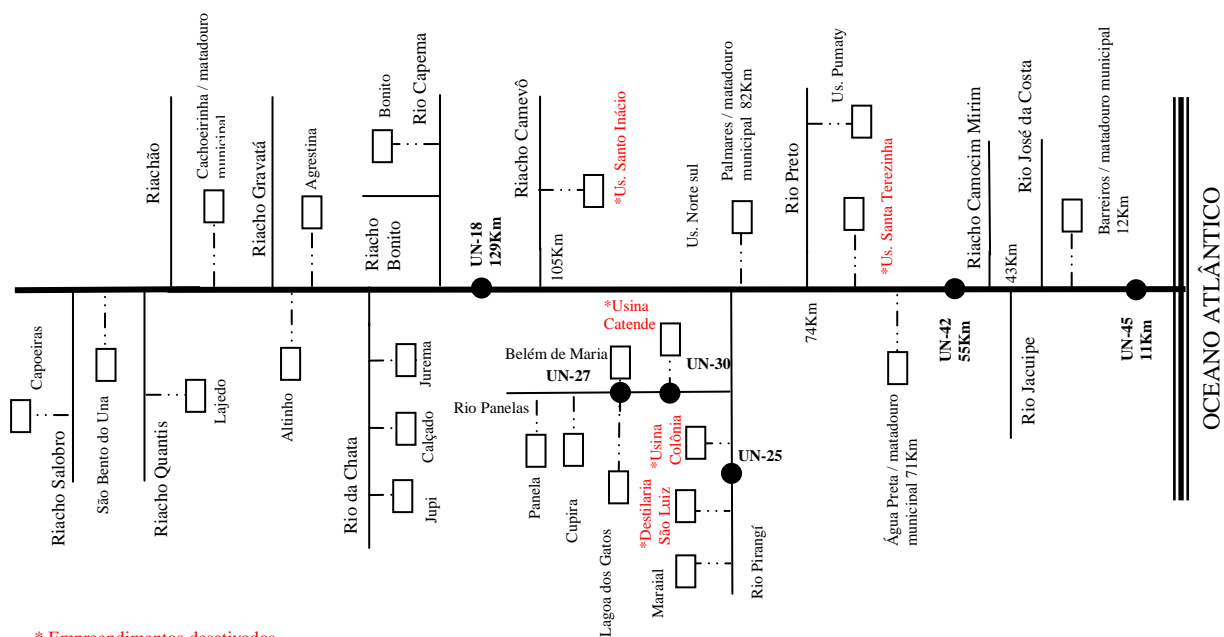 Riacho Salobro
Capoeiras
São Bento do Una
Riacho Quantis
Lajedo
Riachão
Cachoeirinha / matadouro
municipal
Riacho Gravatá
Altinho
Agrestina
Rio da Chata
Jupi
Calçado
Jurema
Riacho
Bonito
Bonito
Rio Capema
UN-18
129Km
Riacho Camevô
105Km
*Us. Santo Inácio
Rio Panelas
Panela
Cupira
Lagoa dos Gatos
Belém de Maria
UN-27
*Usina
Catende
UN-30
*Usina
Colônia
*Destilaria
São Luiz
Maraial
UN-25
Rio Pirangí
Us. Norte sul
Palmares / matadouro
municipal 82Km
Rio Preto
74Km
Us. Pumaty
*Us. Santa Terezinha
Água Preta / matadouro
municipal 71Km
UN-42
55Km
Riacho Camocim Mirim
Rio Jacuipe
43Km
Rio José da Costa
Barreiros / matadouro municipal
12Km
UN-45
11Km
OCEANO ATLÂNTICO
* Empreendimentos desativados